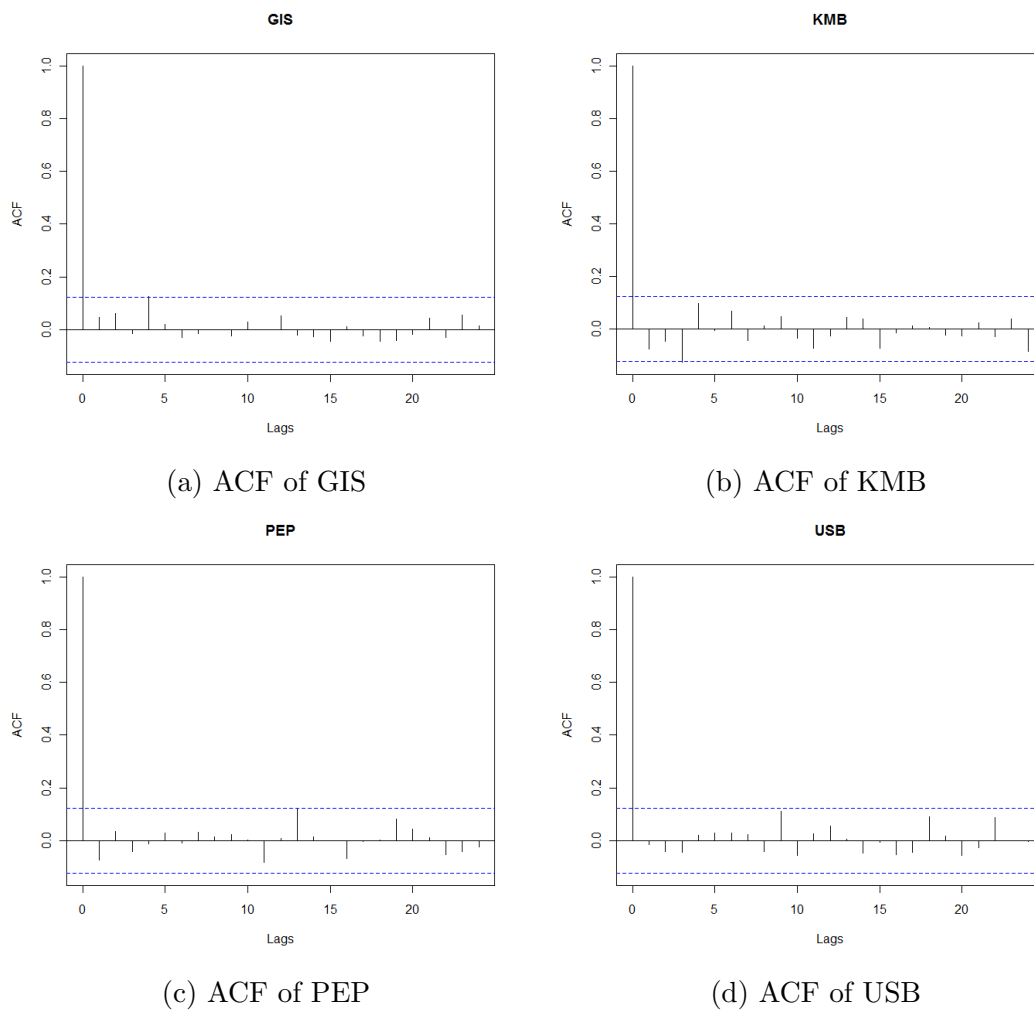 GIS
ACF
1.0
0.8
0.6
0.4
0.2
0.0
0 5 10 15 20
Lags
(a) ACF of GIS
KMB
ACF
1.0
0.8
0.6
0.4
0.2
0.0
0 5 10 15 20
Lags
(b) ACF of KMB
PEP
ACF
1.0
0.8
0.6
0.4
0.2
0.0
0 5 10 15 20
Lags
(c) ACF of PEP
USB
ACF
1.0
0.8
0.6
0.4
0.2
0.0
0 5 10 15 20
Lags
(d) ACF of USB